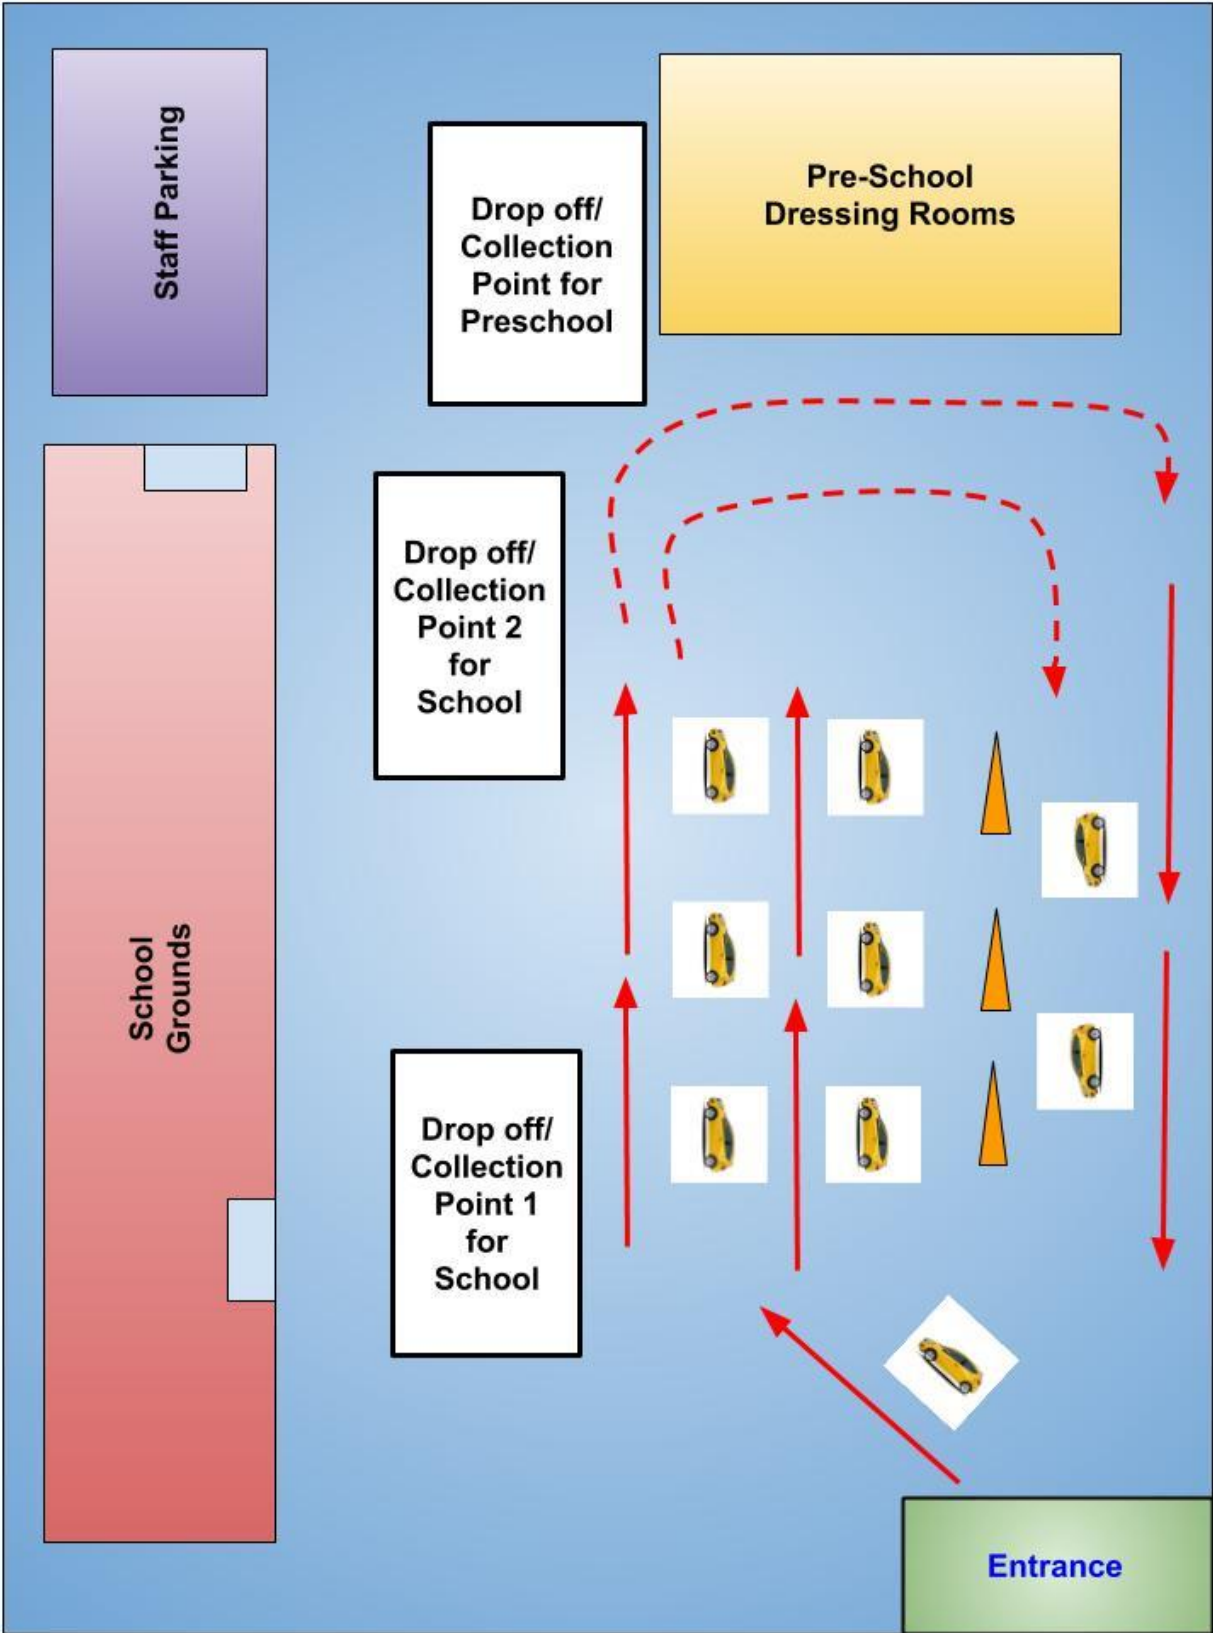 Staff Parking
Drop off/
Collection
Point for
Preschool
Pre-School
Dressing Rooms
Drop off/
Collection
Point 2
for
School
School
Grounds
Drop off/
Collection
Point 1
for
School
Entrance